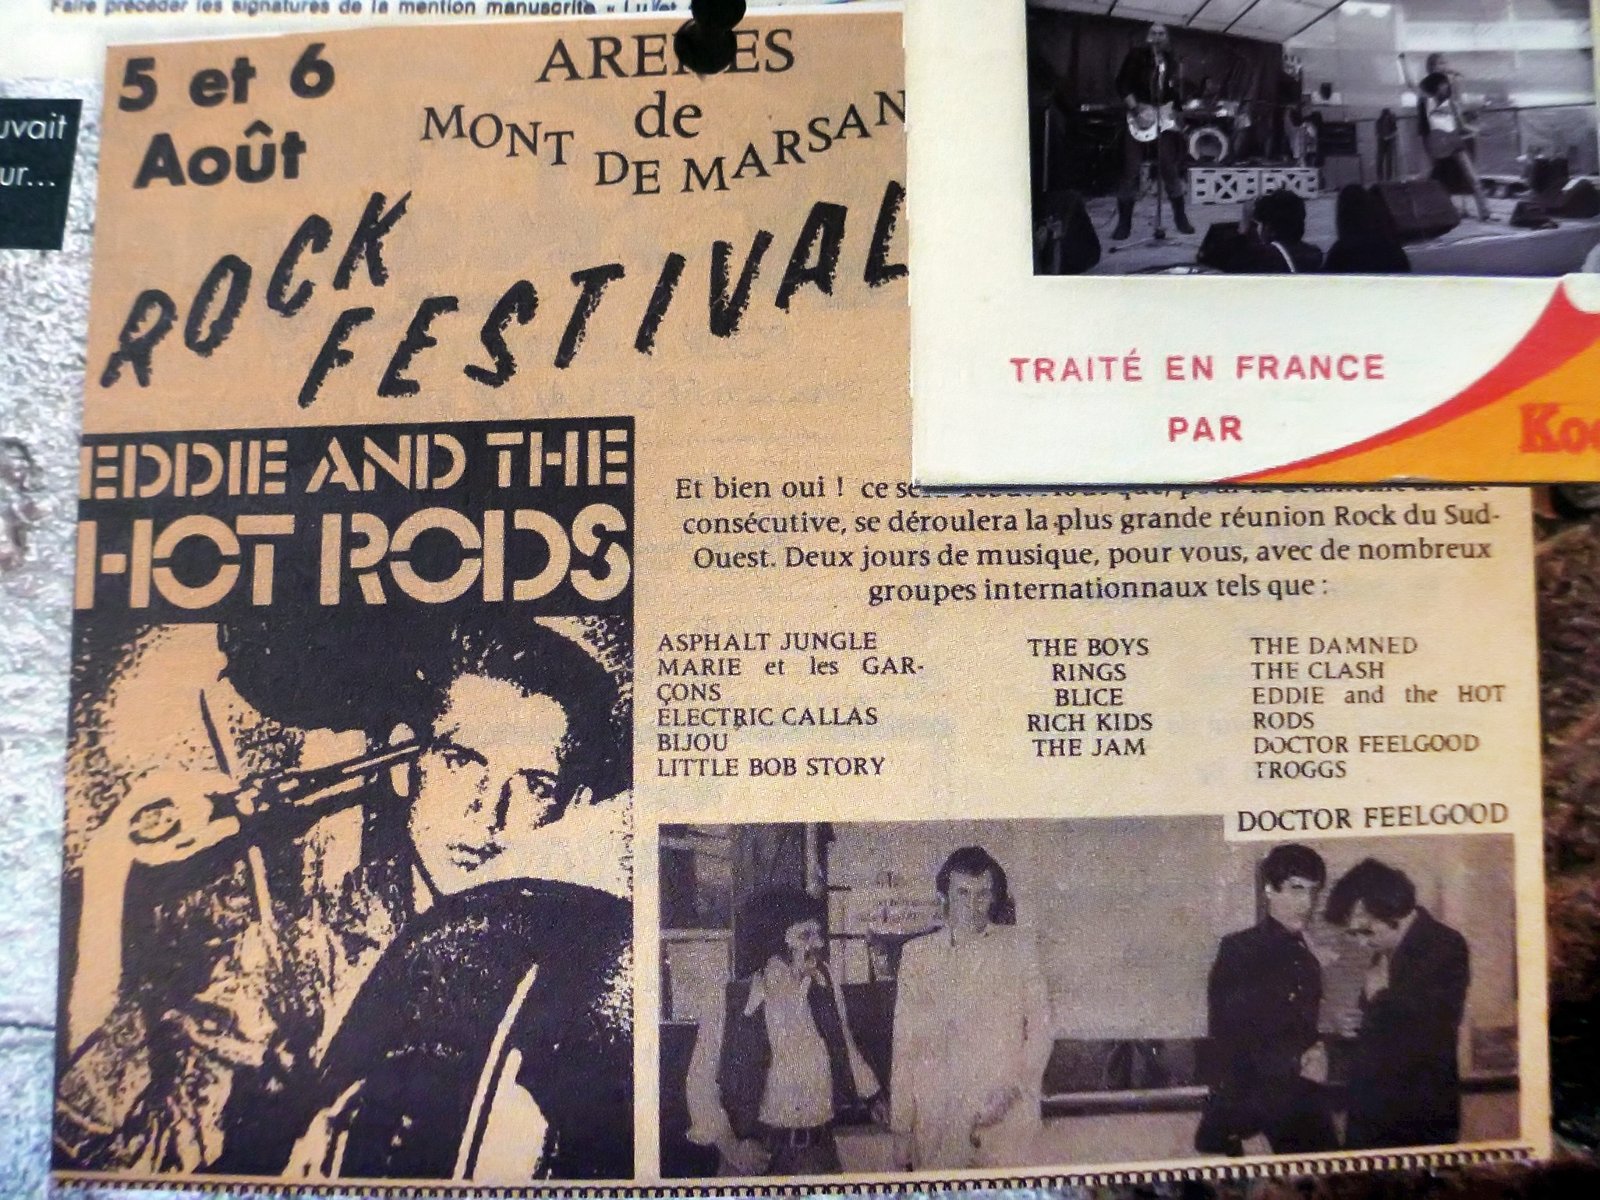 Faire précéder les signatures de la mention manuscrite «
uvait
ur...
5 et 6
Août
ARENES
de
MONT DE MARSAN
ROCK
FESTIVAL
TRAITÉ EN FRANCE
PAR
EDDIE AND THE
HOT RODS
Et bien oui ! ce
consécutive, se déroulera la plus grande réunion Rock du Sud-
Ouest. Deux jours de musique, pour vous, avec de nombreux
groupes internationnaux tels que :
ASPHALT JUNGLE
MARIE et les GAR-
ÇONS
ELECTRIC CALLAS
BIJOU
LITTLE BOB STORY
THE BOYS
RINGS
BLICE
RICH KIDS
THE JAM
THE DAMNED
THE CLASH
EDDIE and the HOT
RODS
DOCTOR FEELGOOD
TROGGS
DOCTOR FEELGOOD